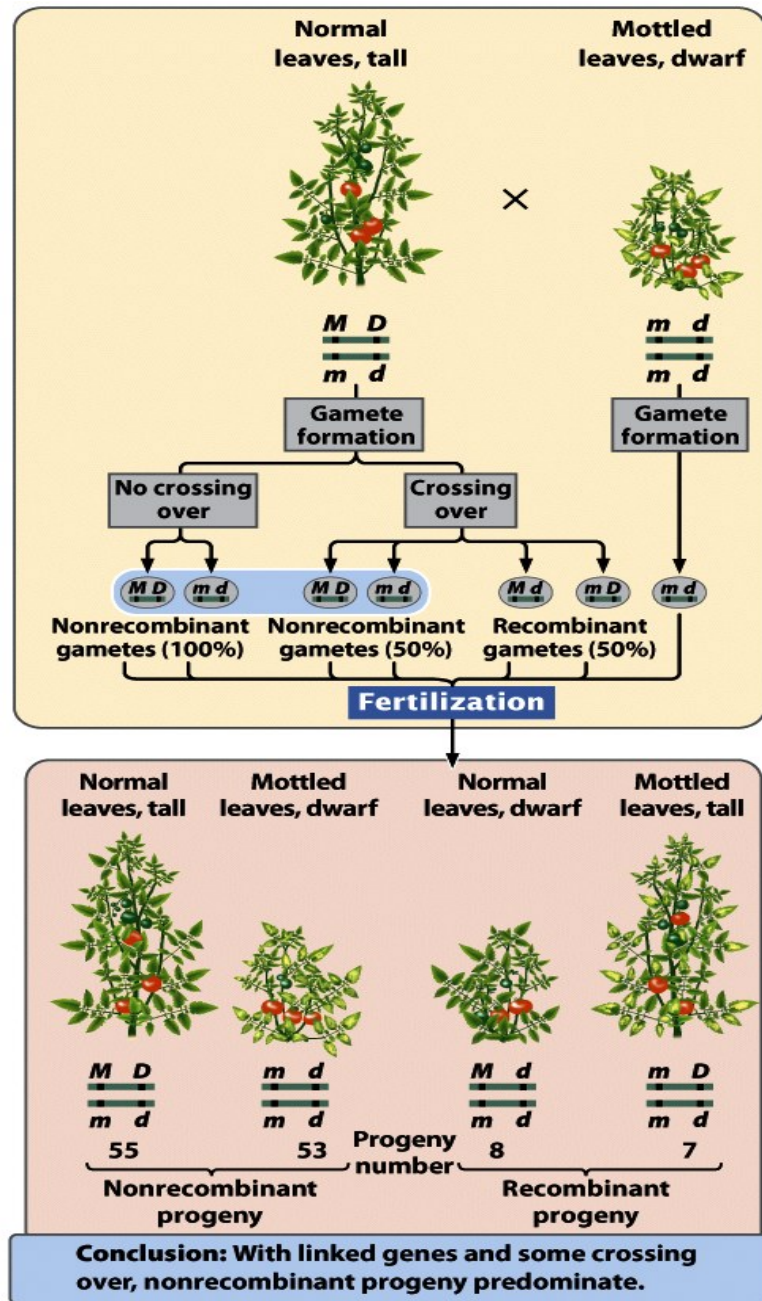 Normal
leaves, tall
Mottled
leaves, dwarf
×
M D
m d
m d
m d
Gamete
formation
Gamete
formation
No crossing
over
Crossing
over
M D
m d
M D
m d
M d
m D
m d
Nonrecombinant
gametes (100%)
Nonrecombinant
gametes (50%)
Recombinant
gametes (50%)
Fertilization
Normal
leaves, tall
Mottled
leaves, dwarf
Normal
leaves, dwarf
Mottled
leaves, tall
M D
m d
m d
m d
M d
m d
m D
m d
55
53
Progeny
number
8
7
Nonrecombinant
progeny
Recombinant
progeny
Conclusion: With linked genes and some crossing
over, nonrecombinant progeny predominate.